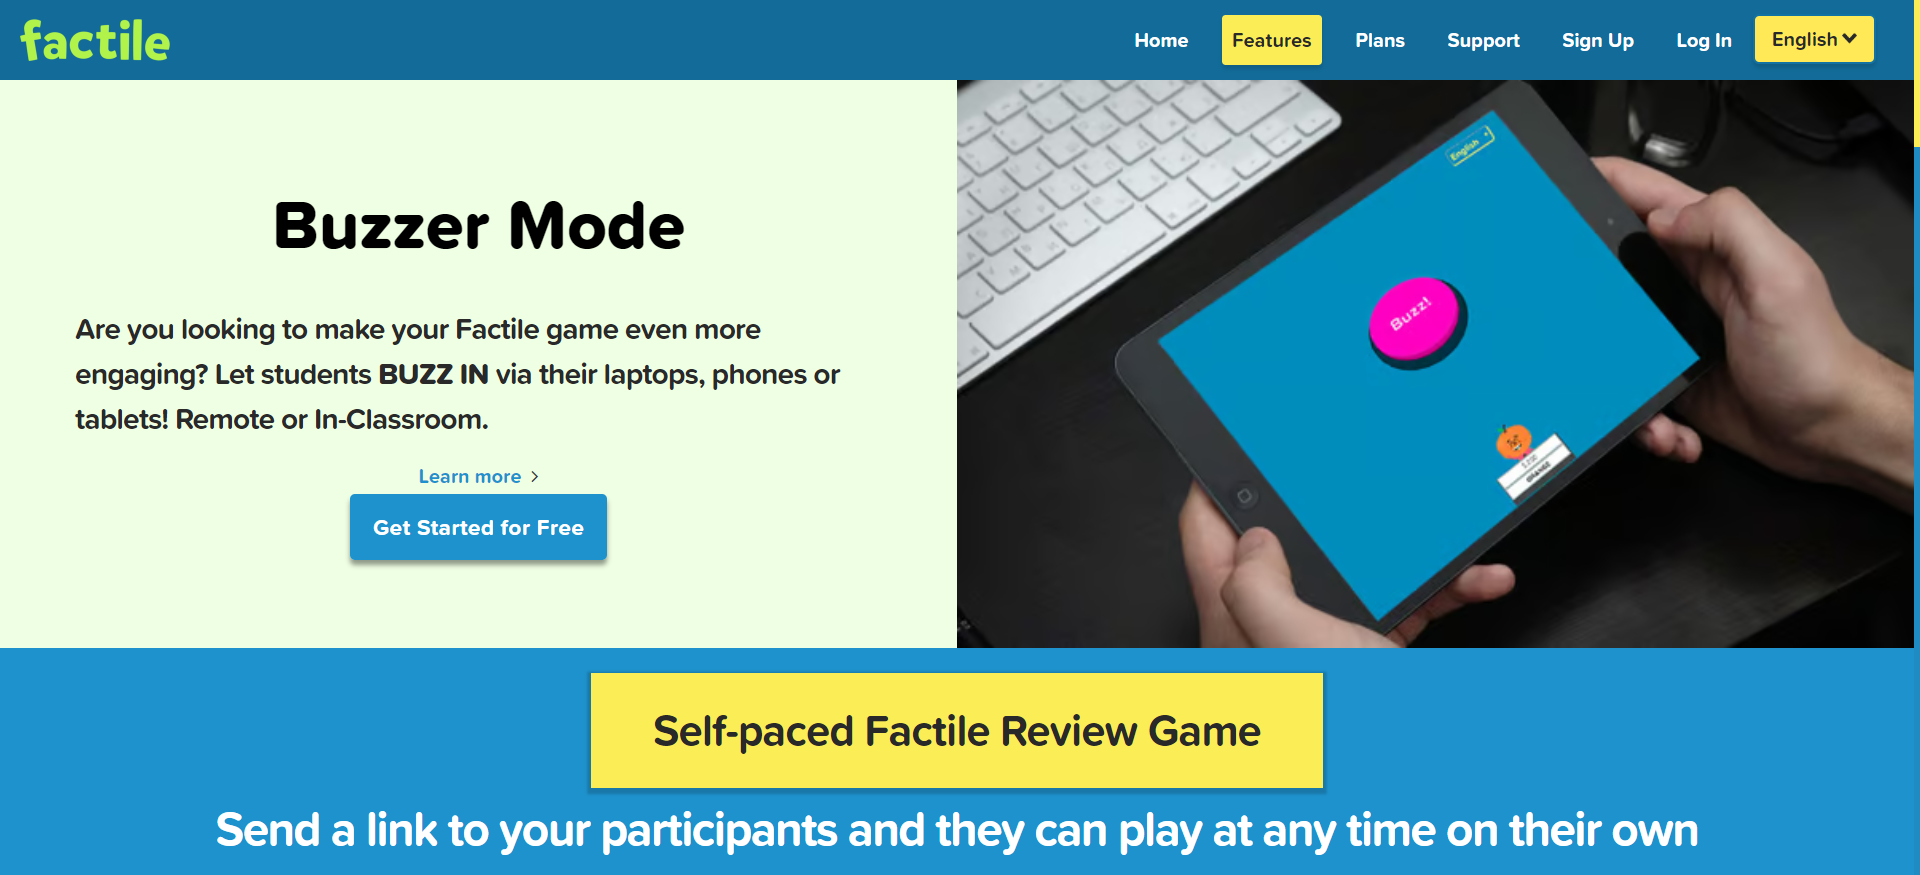 factile
Home
Features
Plans
Support
Sign Up
Log In
English
Buzzer Mode
English
Buzz!
Are you looking to make your Factile game even more
engaging? Let students BUZZ IN via their laptops, phones or
tablets! Remote or In-Classroom.
ORANGE
Learn more
Get Started for Free
Self-paced Factile Review Game
Send a link to your participants and they can play at any time on their own